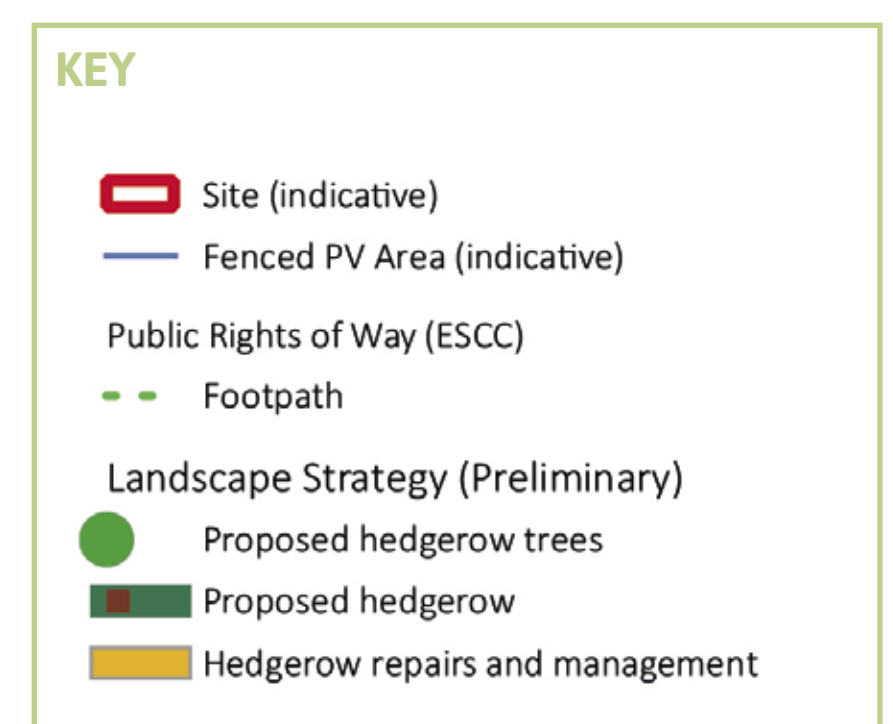 KEY
Site (indicative)
Fenced PV Area (indicative)
Public Rights of Way (ESCC)
Footpath
Landscape Strategy (Preliminary)
Proposed hedgerow trees
Proposed hedgerow
Hedgerow repairs and management